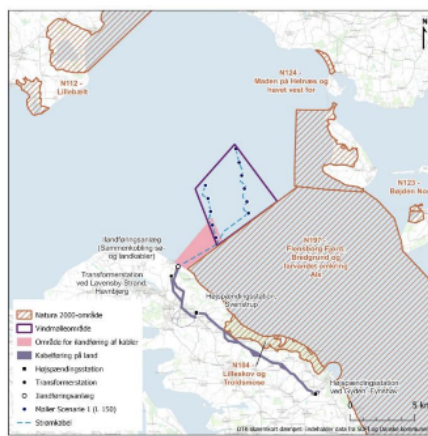 N
N112 -
Lillebælt
N124 -
Maden på Helnæs og
havet vest for
N123 -
Bøjden Nor
N197 -
Flensborg Fjord,
Bredgrund og
farvandet omkring
Als
Ilandføringsanlæg
(Sammenkobling sø-
og landkabler)
Transformerstation
ved Lavensby Strand,
Havnbjerg
Højspændingsstation,
Svenstrup
N104 -
Lilleskov og
Troldsmose
Højspændingsstation
ved Gyden, Fynshav
Natura 2000-område
Vindmølleområde
Område for ilandføring af kabler
Kabelføring på land
Højspændingsstation
Transformerstation
Ilandføringsanlæg
Møller Scenarie 1 (I. 150)
Strømkabel
0
5 km